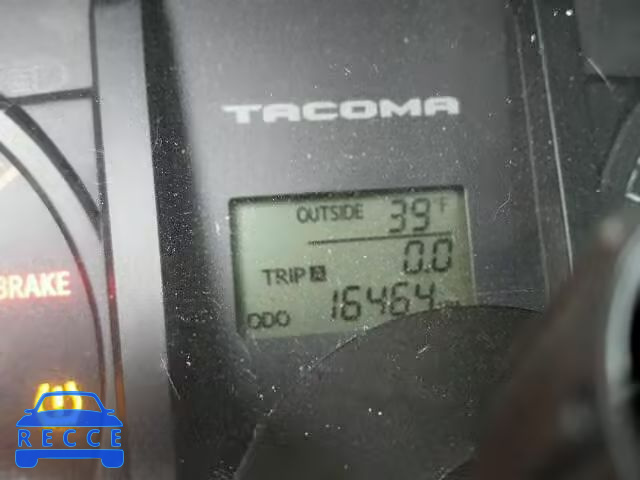 TACOMA
OUTSIDE 39°F
TRIP A 0.0
ODO 16464
BRAKE
RECCE